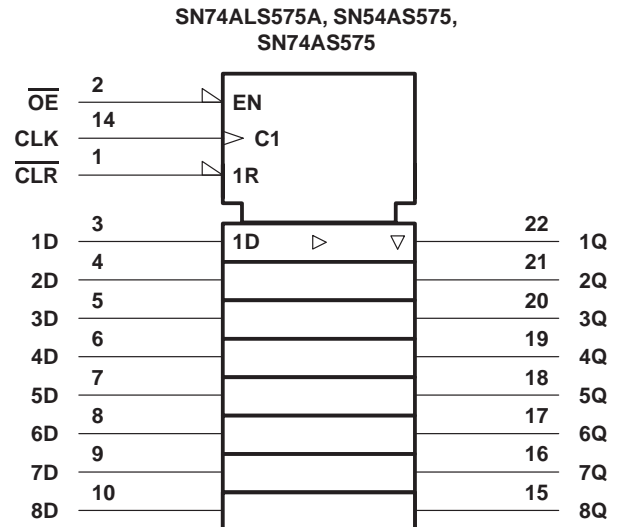 SN74ALS575A, SN54AS575,
SN74AS575
OE 2 EN
CLK 14 C1
CLR 1 1R
1D 3 1D 22 1Q
2D 4 21 2Q
3D 5 20 3Q
4D 6 19 4Q
5D 7 18 5Q
6D 8 17 6Q
7D 9 16 7Q
8D 10 15 8Q